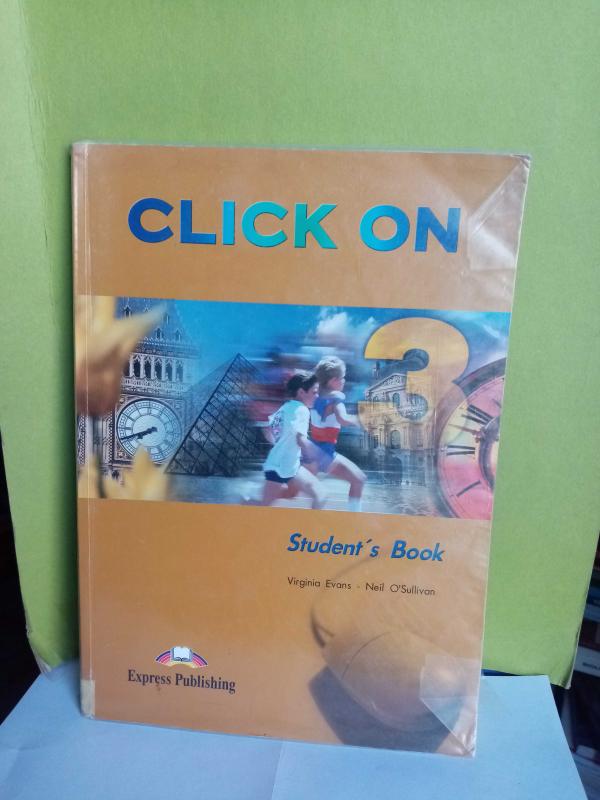 CLICK ON
3
Student's Book
Virginia Evans - Neil O'Sullivan
Express Publishing